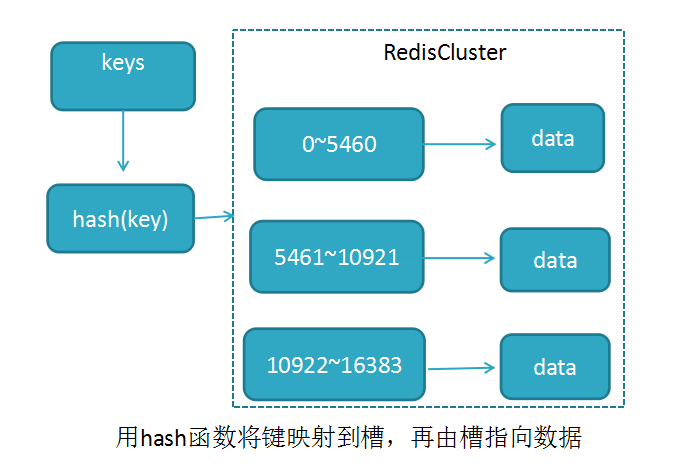 RedisCluster
keys
hash(key)
0~5460
data
5461~10921
data
10922~16383
data
用hash函数将键映射到槽，再由槽指向数据